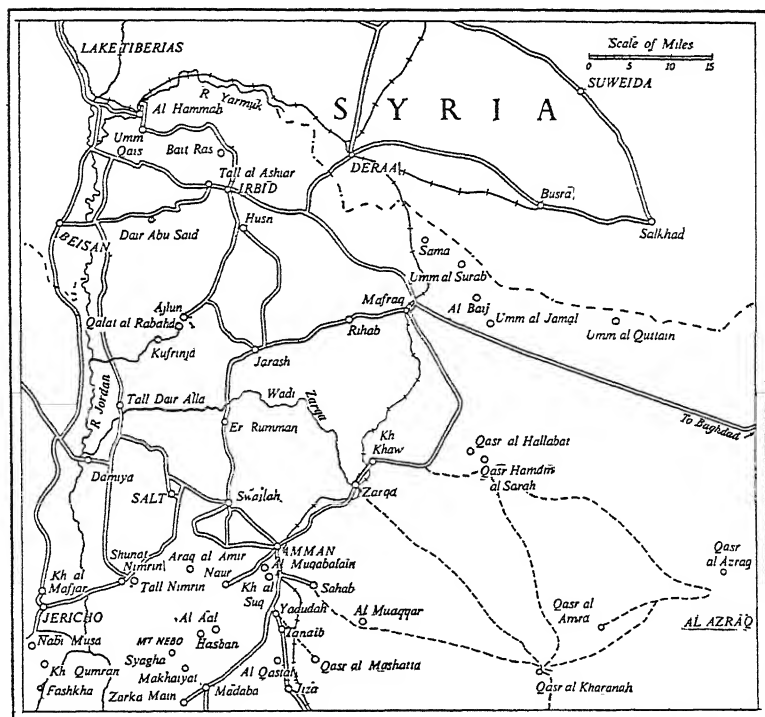 Scale of Miles
0 5 10 15
LAKE TIBERIAS
SUWEIDA
R Yarmuk
Al Hammah
SYRIA
Umm
Qais
Bait Ras
DERAA
Tall al Ashiar
IRBID
Busra
Husn
Salkhad
BEISAN
Dair Abu Said
Sama
Umm al Surab
Mafraq
Al Baij
Ajlun
Qalat al Rabahd
Rihab
Umm al Jamal
Umm al Quttain
Kufrinja
Jarash
R Jordan
Tall Dair Alla
Wadi
Zarqa
To Baghdad
Er Rumman
Kh
Khaw
Qasr al Hallabat
Qasr Hamdm
al Sarah
Damiya
SALT
Swailah
Zarqa
Shunat
Nimrin
Araq al Amir
AMMAN
Al Muqabalain
Qasr
al Azraq
Kh al
Mafjar
Tall Nimrin
Naur
Kh al
Suq
Sahab
JERICHO
Yadudah
Al Muaqqar
Qasr al
Amra
AL AZRAQ
Al Aal
Hasban
Tanaib
Nabi Musa
MT NEBO
Syagha
Kh Qumran
Makhaiyat
Al Qastal
Qasr al Mashatta
Fashkha
Zarka Main
Madaba
Jiza
Qasr al Kharanah